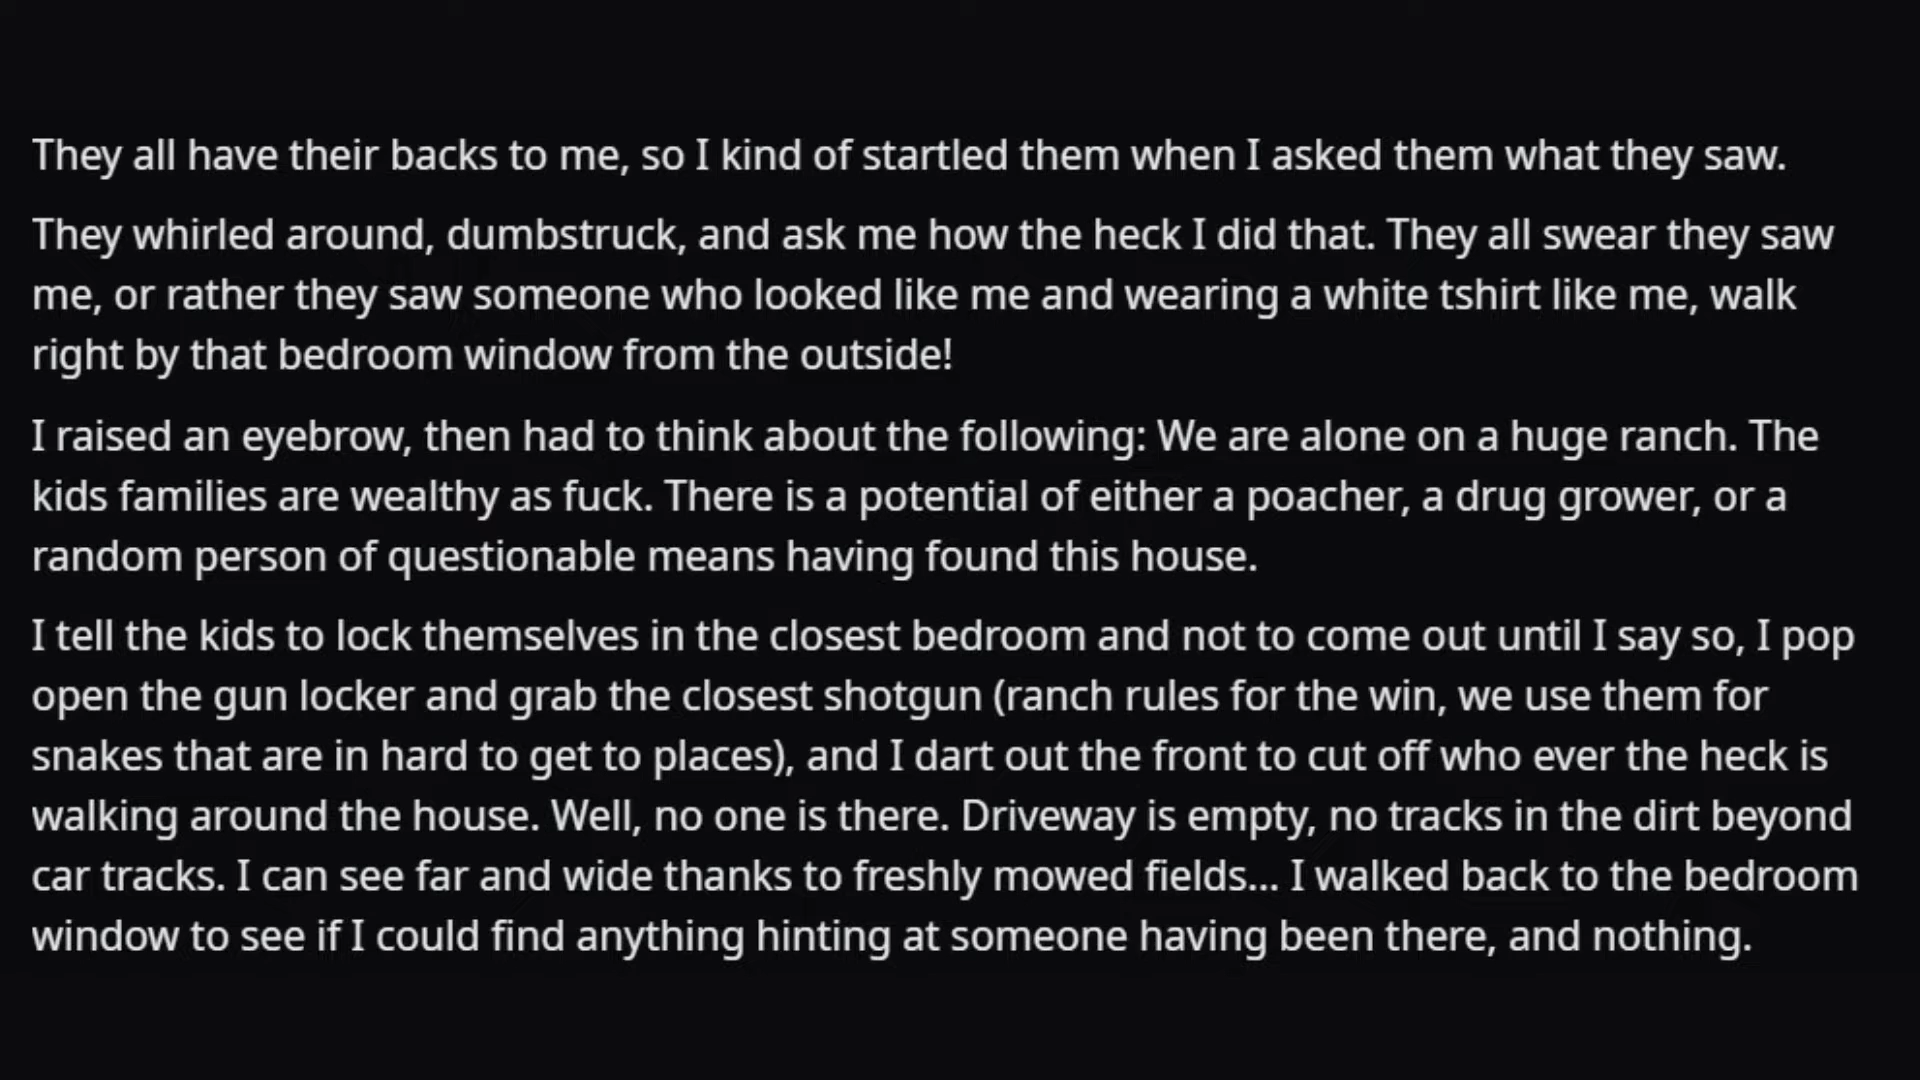 They all have their backs to me, so I kind of startled them when I asked them what they saw.
They whirled around, dumbstruck, and ask me how the heck I did that. They all swear they saw
me, or rather they saw someone who looked like me and wearing a white tshirt like me, walk
right by that bedroom window from the outside!
I raised an eyebrow, then had to think about the following: We are alone on a huge ranch. The
kids families are wealthy as fuck. There is a potential of either a poacher, a drug grower, or a
random person of questionable means having found this house.
I tell the kids to lock themselves in the closest bedroom and not to come out until I say so, I pop
open the gun locker and grab the closest shotgun (ranch rules for the win, we use them for
snakes that are in hard to get to places), and I dart out the front to cut off who ever the heck is
walking around the house. Well, no one is there. Driveway is empty, no tracks in the dirt beyond
car tracks. I can see far and wide thanks to freshly mowed fields... I walked back to the bedroom
window to see if I could find anything hinting at someone having been there, and nothing.